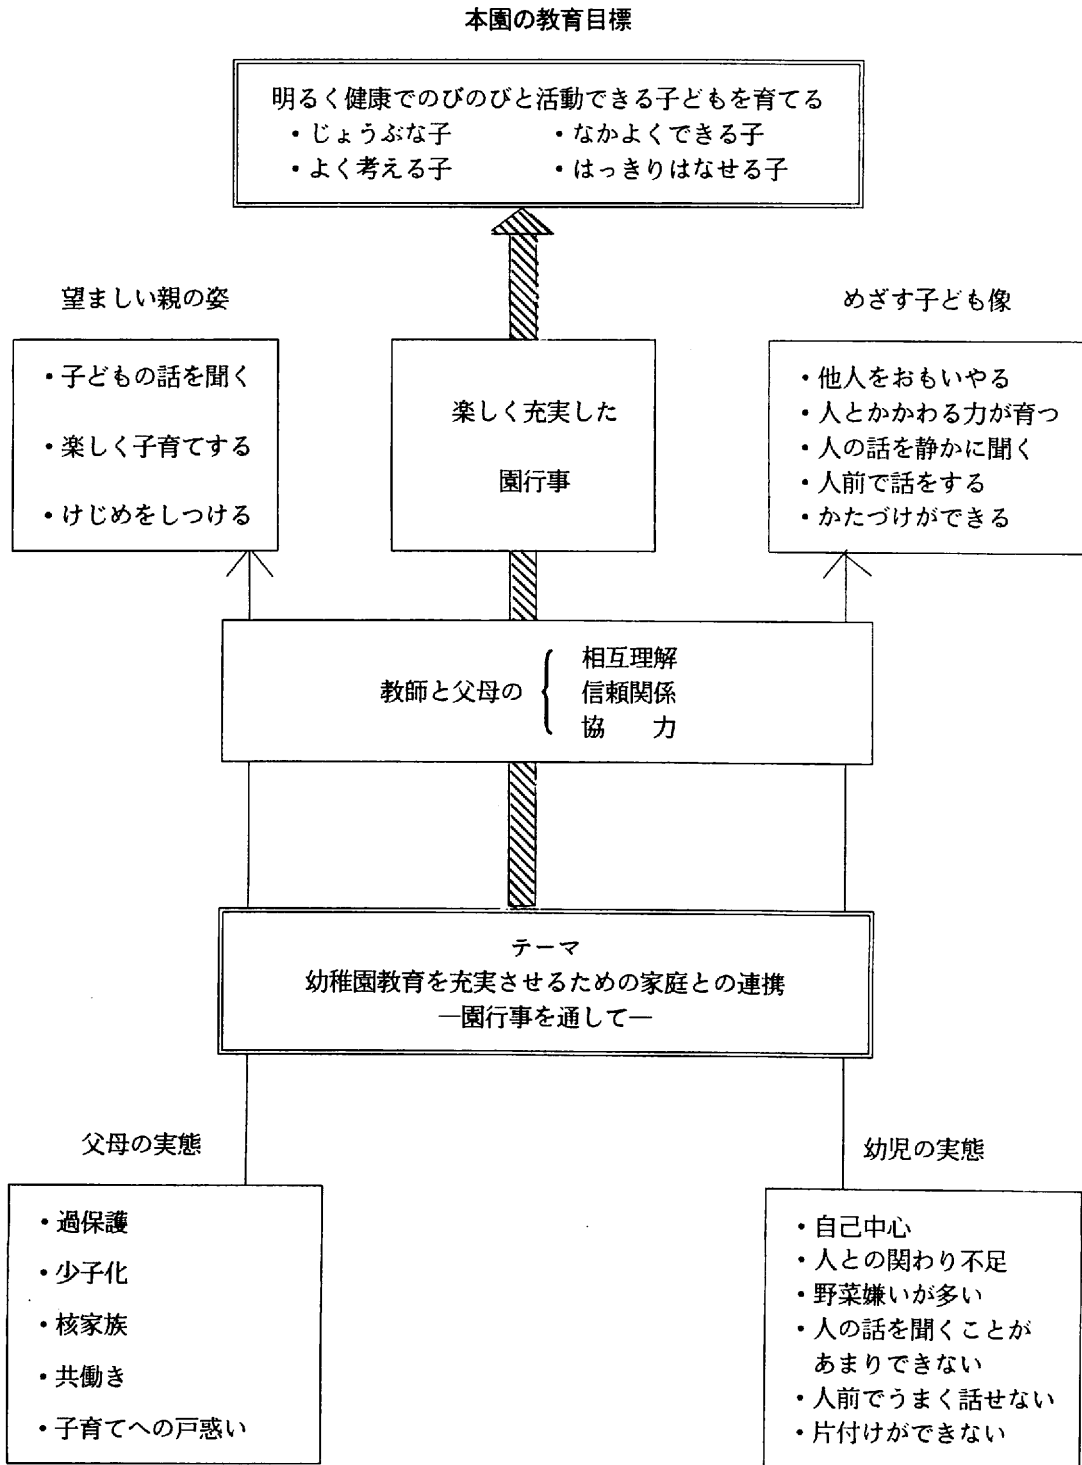 本園の教育目標
明るく健康でのびのびと活動できる子どもを育てる
・じょうぶな子 ・なかよくできる子
・よく考える子 ・はっきりはなせる子
望ましい親の姿
・子どもの話を聞く
・楽しく子育てする
・けじめをしつける
楽しく充実した
園行事
めざす子ども像
・他人をおもいやる
・人とかかわる力が育つ
・人の話を静かに聞く
・人前で話をする
・かたづけができる
教師と父母の
相互理解
信頼関係
協　力
テーマ
幼稚園教育を充実させるための家庭との連携
―園行事を通して―
父母の実態
・過保護
・少子化
・核家族
・共働き
・子育てへの戸惑い
幼児の実態
・自己中心
・人との関わり不足
・野菜嫌いが多い
・人の話を聞くことが
あまりできない
・人前でうまく話せない
・片付けができない